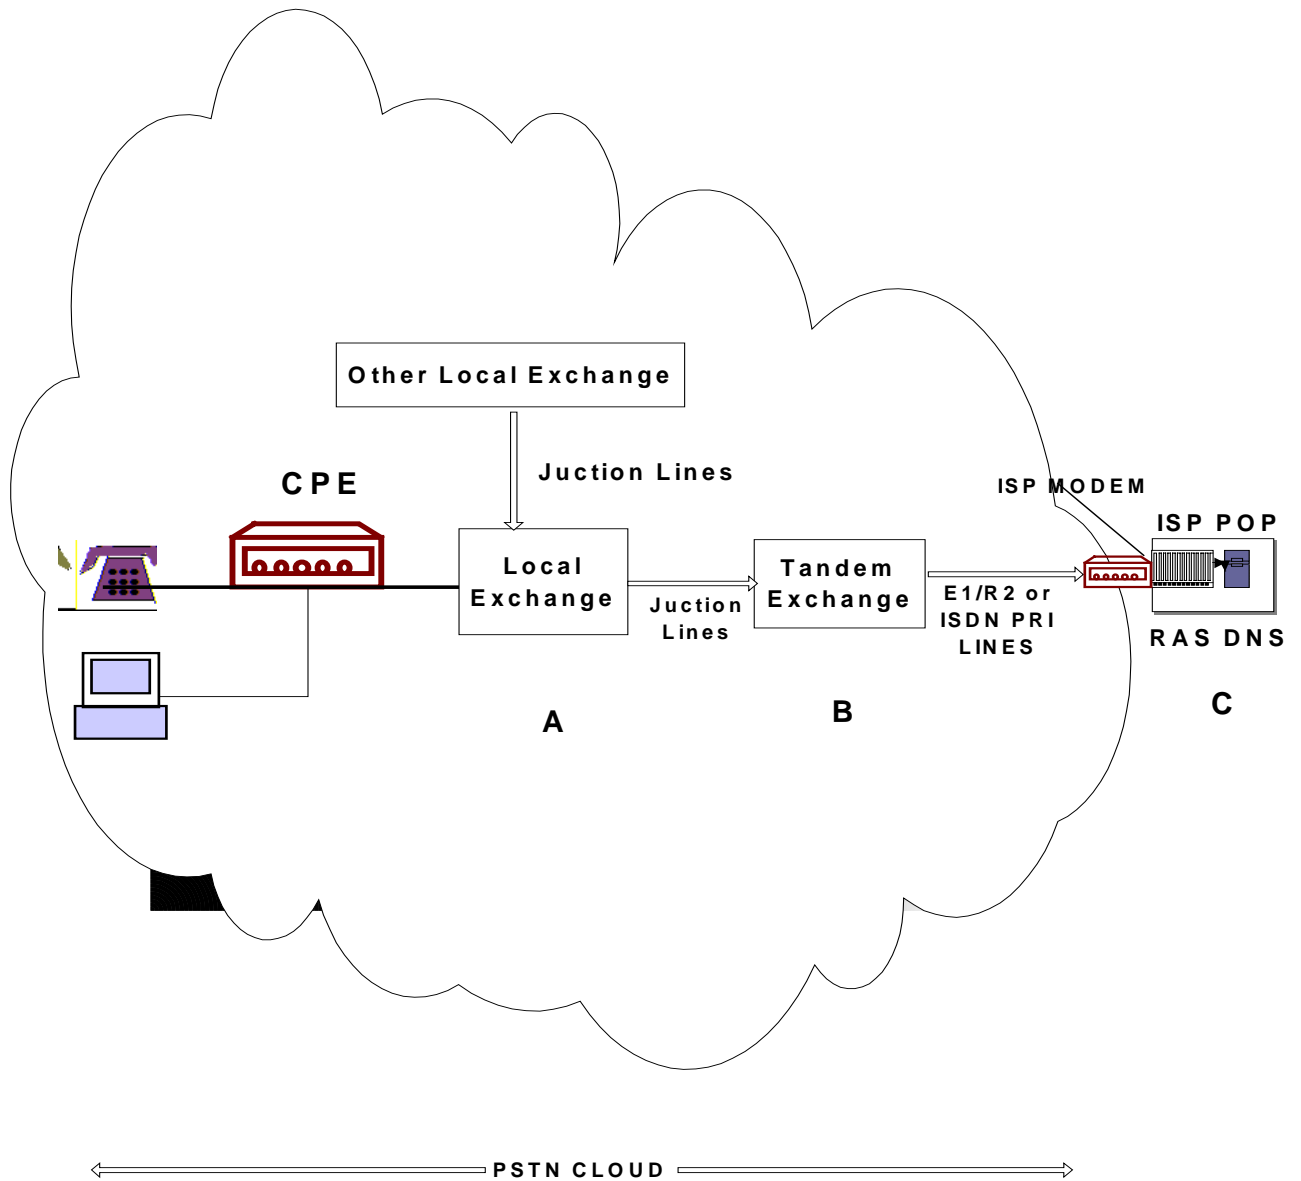 Other Local Exchange
Juction Lines
CPE
ISP MODEM
ISP POP
Local
Exchange
Juction
Lines
Tandem
Exchange
E1/R2 or
ISDN PRI
LINES
RAS DNS
A
B
C
PSTN CLOUD